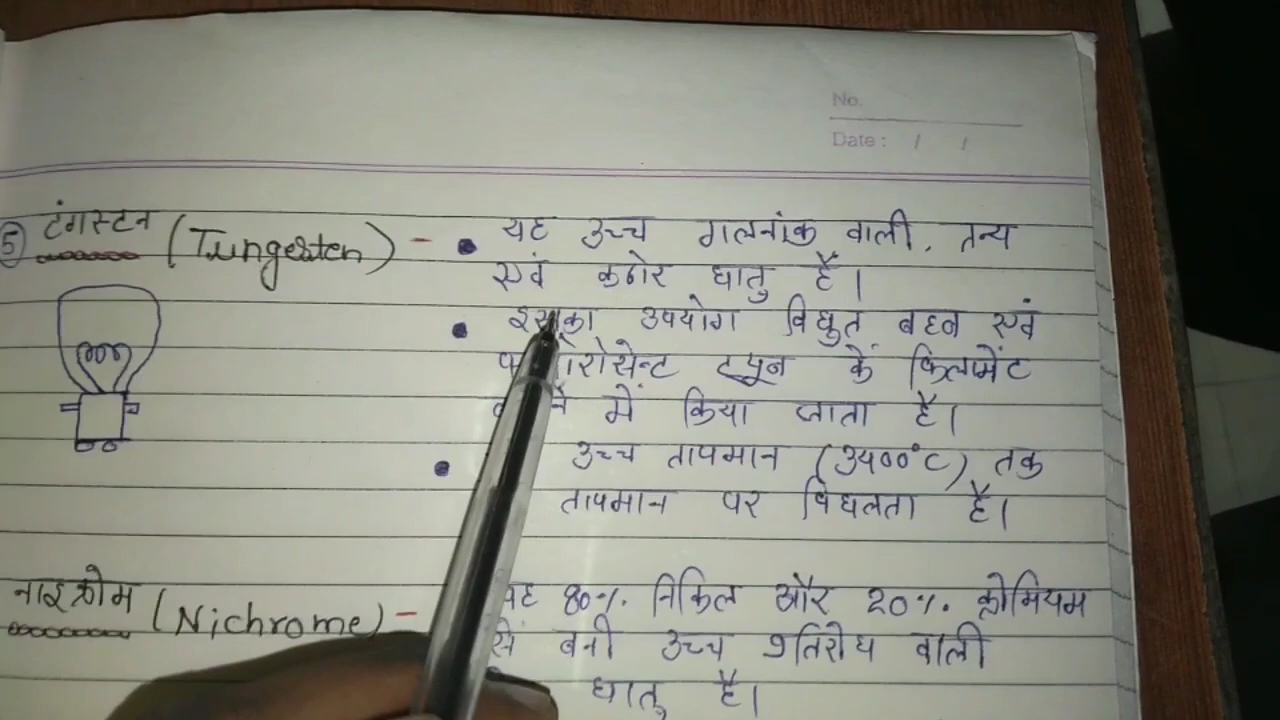 No.
Date : / /
⑤ टंगस्टन (Tungesten) - • यह उच्च गलनांक वाली, तन्य
एवं कठोर धातु है।
• इसका उपयोग विधुत बल्ब एवं
ट्यूब के फिलामेंट
में किया जाता है।
• उच्च तापमान (3400°C) तक
तापमान पर पिघलता है।
नाइक्रोम (Nichrome) - यह 80% निकिल और 20% क्रोमियम
से बनी उच्च प्रतिरोध वाली
धातु है।